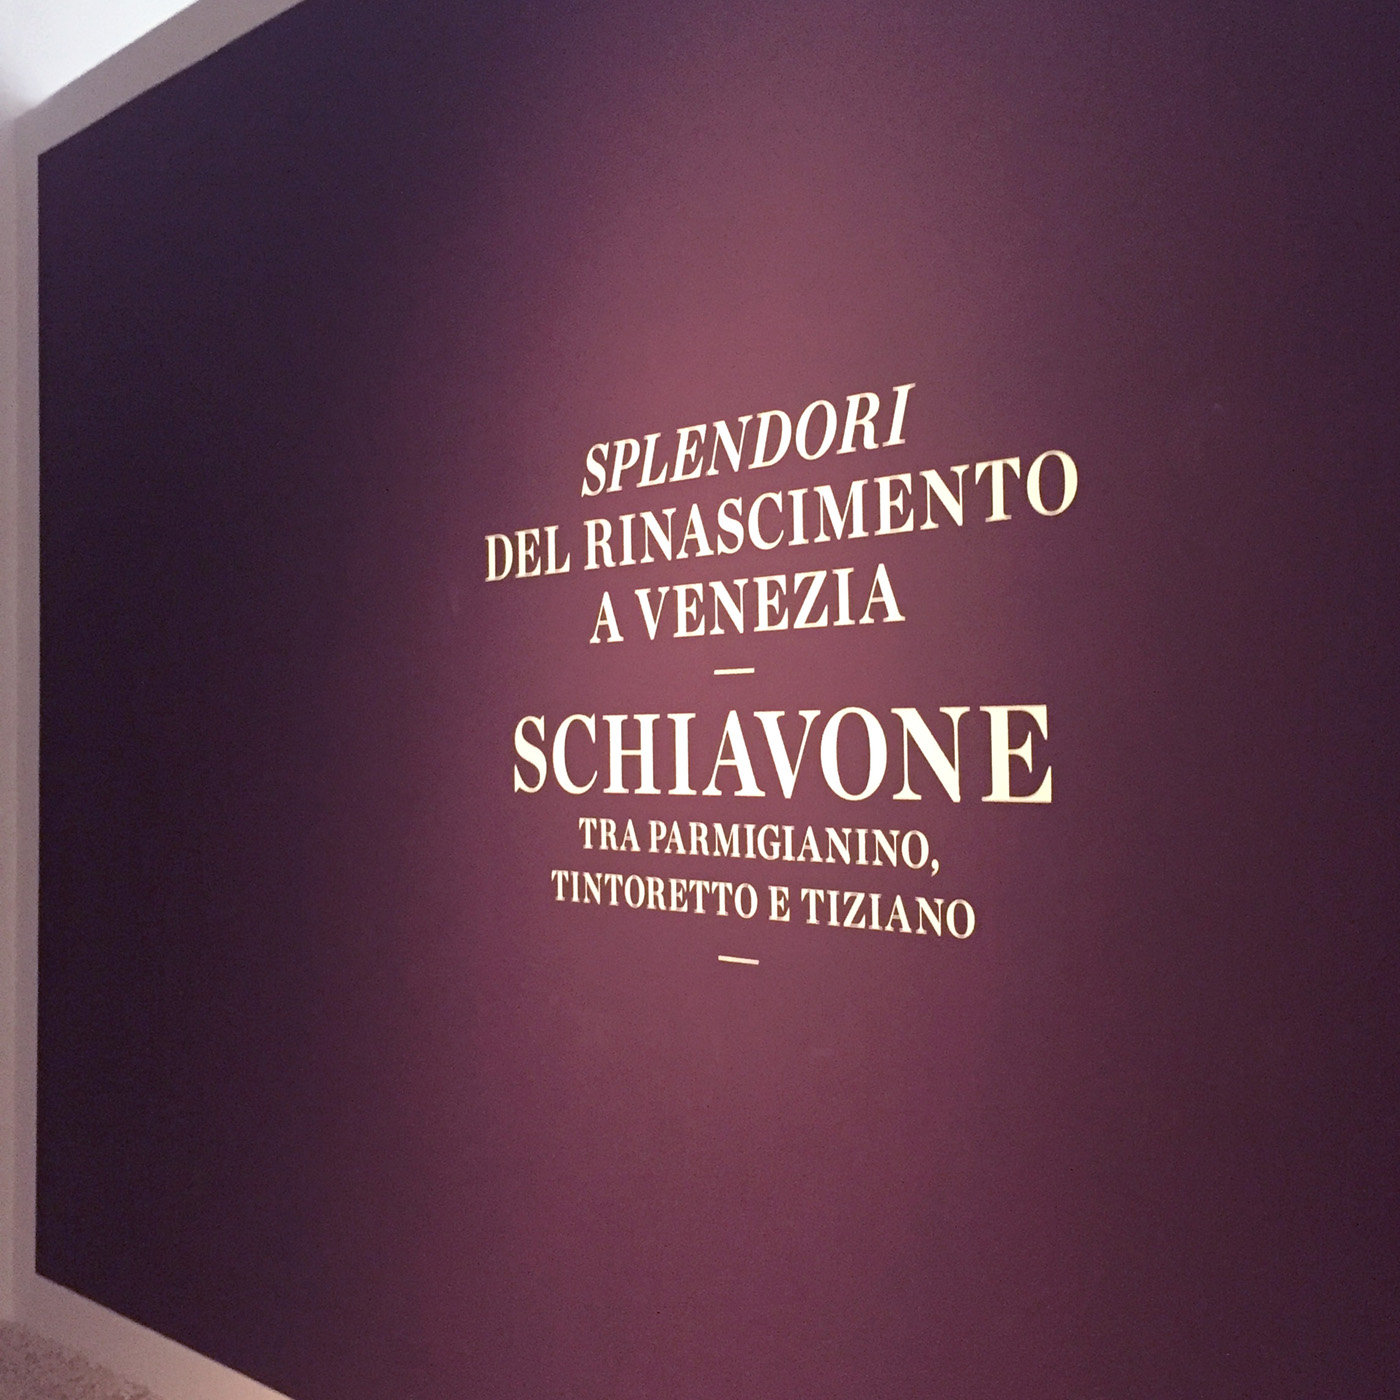 SPLENDORI
DEL RINASCIMENTO
A VENEZIA
—
SCHIAVONE
TRA PARMIGIANINO,
TINTORETTO E TIZIANO
—